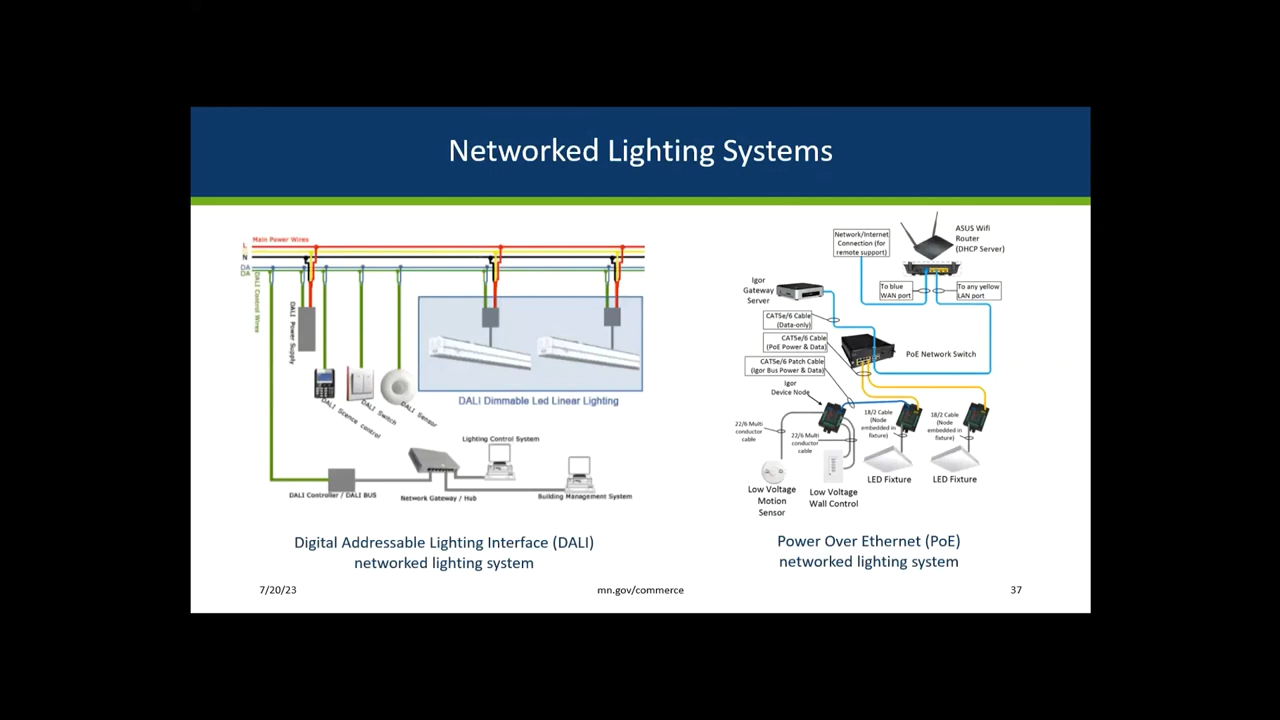 Networked Lighting Systems
Main Power Wires
L
N
DA
DA
DALI Control Wires
DALI Power Supply
DALI Scence control
DALI Switch
DALI Sensor
DALI Dimmable Led Linear Lighting
Lighting Control System
DALI Controller / DALI BUS
Network Gateway / Hub
Building Management System
Digital Addressable Lighting Interface (DALI)
networked lighting system
Network/Internet
Connection (for
remote support)
ASUS Wifi
Router
(DHCP Server)
Igor
Gateway
Server
To blue
WAN port
To any yellow
LAN port
CAT5e/6 Cable
(Data-only)
CAT5e/6 Cable
(PoE Power & Data)
PoE Network Switch
CAT5e/6 Patch Cable
(Igor Bus Power & Data)
Igor
Device Node
22/6 Multi
conductor
cable
22/6 Multi
conductor
cable
18/2 Cable
(Node
embedded in
fixture)
18/2 Cable
(Node
embedded in
fixture)
LED Fixture
LED Fixture
Low Voltage
Motion
Sensor
Low Voltage
Wall Control
Power Over Ethernet (PoE)
networked lighting system
7/20/23
mn.gov/commerce
37